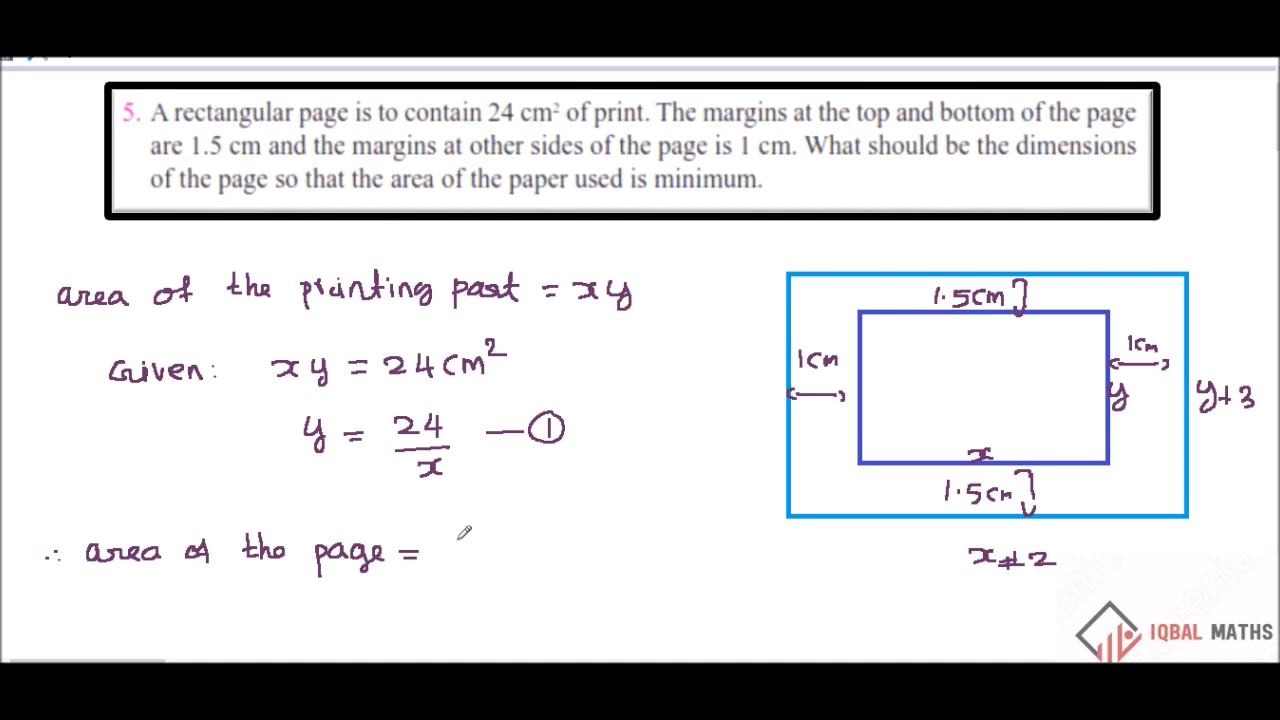 5. A rectangular page is to contain 24 cm² of print. The margins at the top and bottom of the page
are 1.5 cm and the margins at other sides of the page is 1 cm. What should be the dimensions
of the page so that the area of the paper used is minimum.
area of the printing part = xy
Given: xy = 24cm²
y = 24/x —①
∴ area of the page =
1.5cm
1cm
1cm
y
y+3
x
1.5cm
x+2
IQBAL MATHS